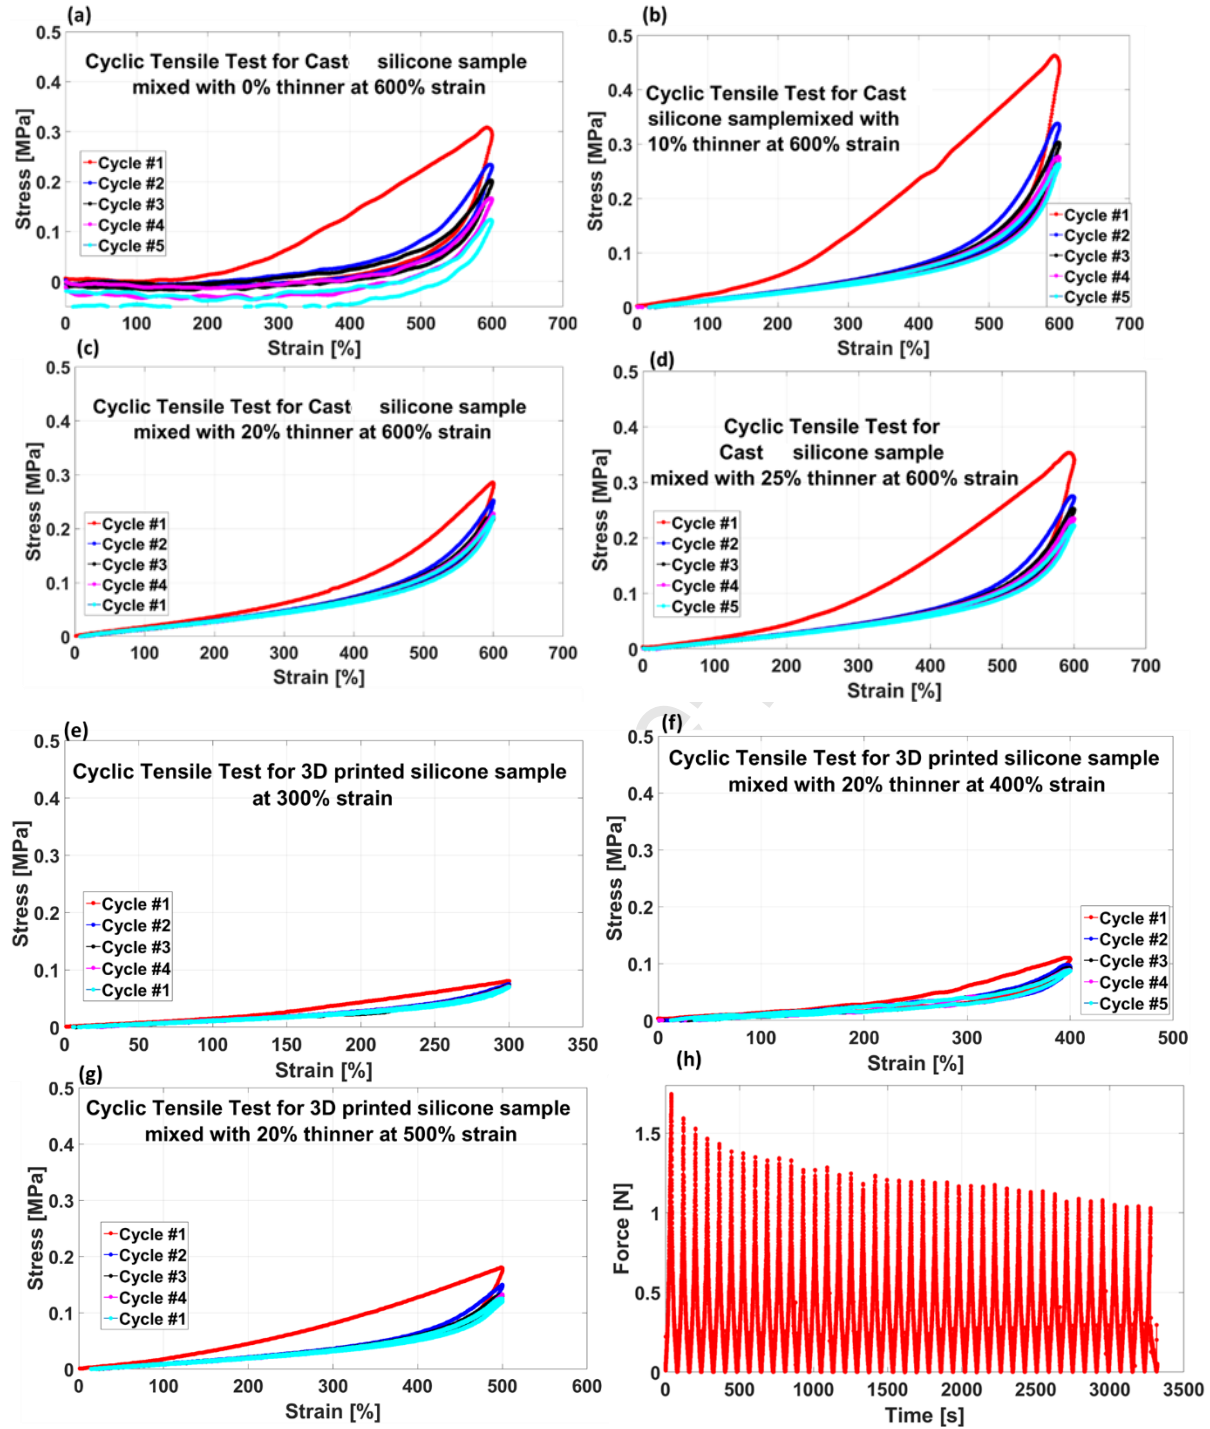 (a)
0.5
Cyclic Tensile Test for Cast silicone sample
mixed with 0% thinner at 600% strain
0.4
0.3
0.2
0.1
0
Stress [MPa]
Cycle #1
Cycle #2
Cycle #3
Cycle #4
Cycle #5
0 100 200 300 400 500 600 700
Strain [%]
(b)
0.5
Cyclic Tensile Test for Cast
silicone samplemixed with
10% thinner at 600% strain
0.4
0.3
0.2
0.1
0
Stress [MPa]
Cycle #1
Cycle #2
Cycle #3
Cycle #4
Cycle #5
0 100 200 300 400 500 600 700
Strain [%]
(c)
0.5
Cyclic Tensile Test for Cast silicone sample
mixed with 20% thinner at 600% strain
0.4
0.3
0.2
0.1
0
Stress [MPa]
Cycle #1
Cycle #2
Cycle #3
Cycle #4
Cycle #1
0 100 200 300 400 500 600 700
Strain [%]
(d)
0.5
Cyclic Tensile Test for
Cast silicone sample
mixed with 25% thinner at 600% strain
0.4
0.3
0.2
0.1
0
Stress [MPa]
Cycle #1
Cycle #2
Cycle #3
Cycle #4
Cycle #5
0 100 200 300 400 500 600 700
Strain [%]
(e)
0.5
Cyclic Tensile Test for 3D printed silicone sample
at 300% strain
0.4
0.3
0.2
0.1
0
Stress [MPa]
Cycle #1
Cycle #2
Cycle #3
Cycle #4
Cycle #1
0 50 100 150 200 250 300 350
Strain [%]
(f)
0.5
Cyclic Tensile Test for 3D printed silicone sample
mixed with 20% thinner at 400% strain
0.4
0.3
0.2
0.1
0
Stress [MPa]
Cycle #1
Cycle #2
Cycle #3
Cycle #4
Cycle #5
0 100 200 300 400 500
Strain [%]
(g)
0.5
Cyclic Tensile Test for 3D printed silicone sample
mixed with 20% thinner at 500% strain
0.4
0.3
0.2
0.1
0
Stress [MPa]
Cycle #1
Cycle #2
Cycle #3
Cycle #4
Cycle #1
0 100 200 300 400 500 600
Strain [%]
(h)
1.5
1
0.5
0
Force [N]
0 500 1000 1500 2000 2500 3000 3500
Time [s]